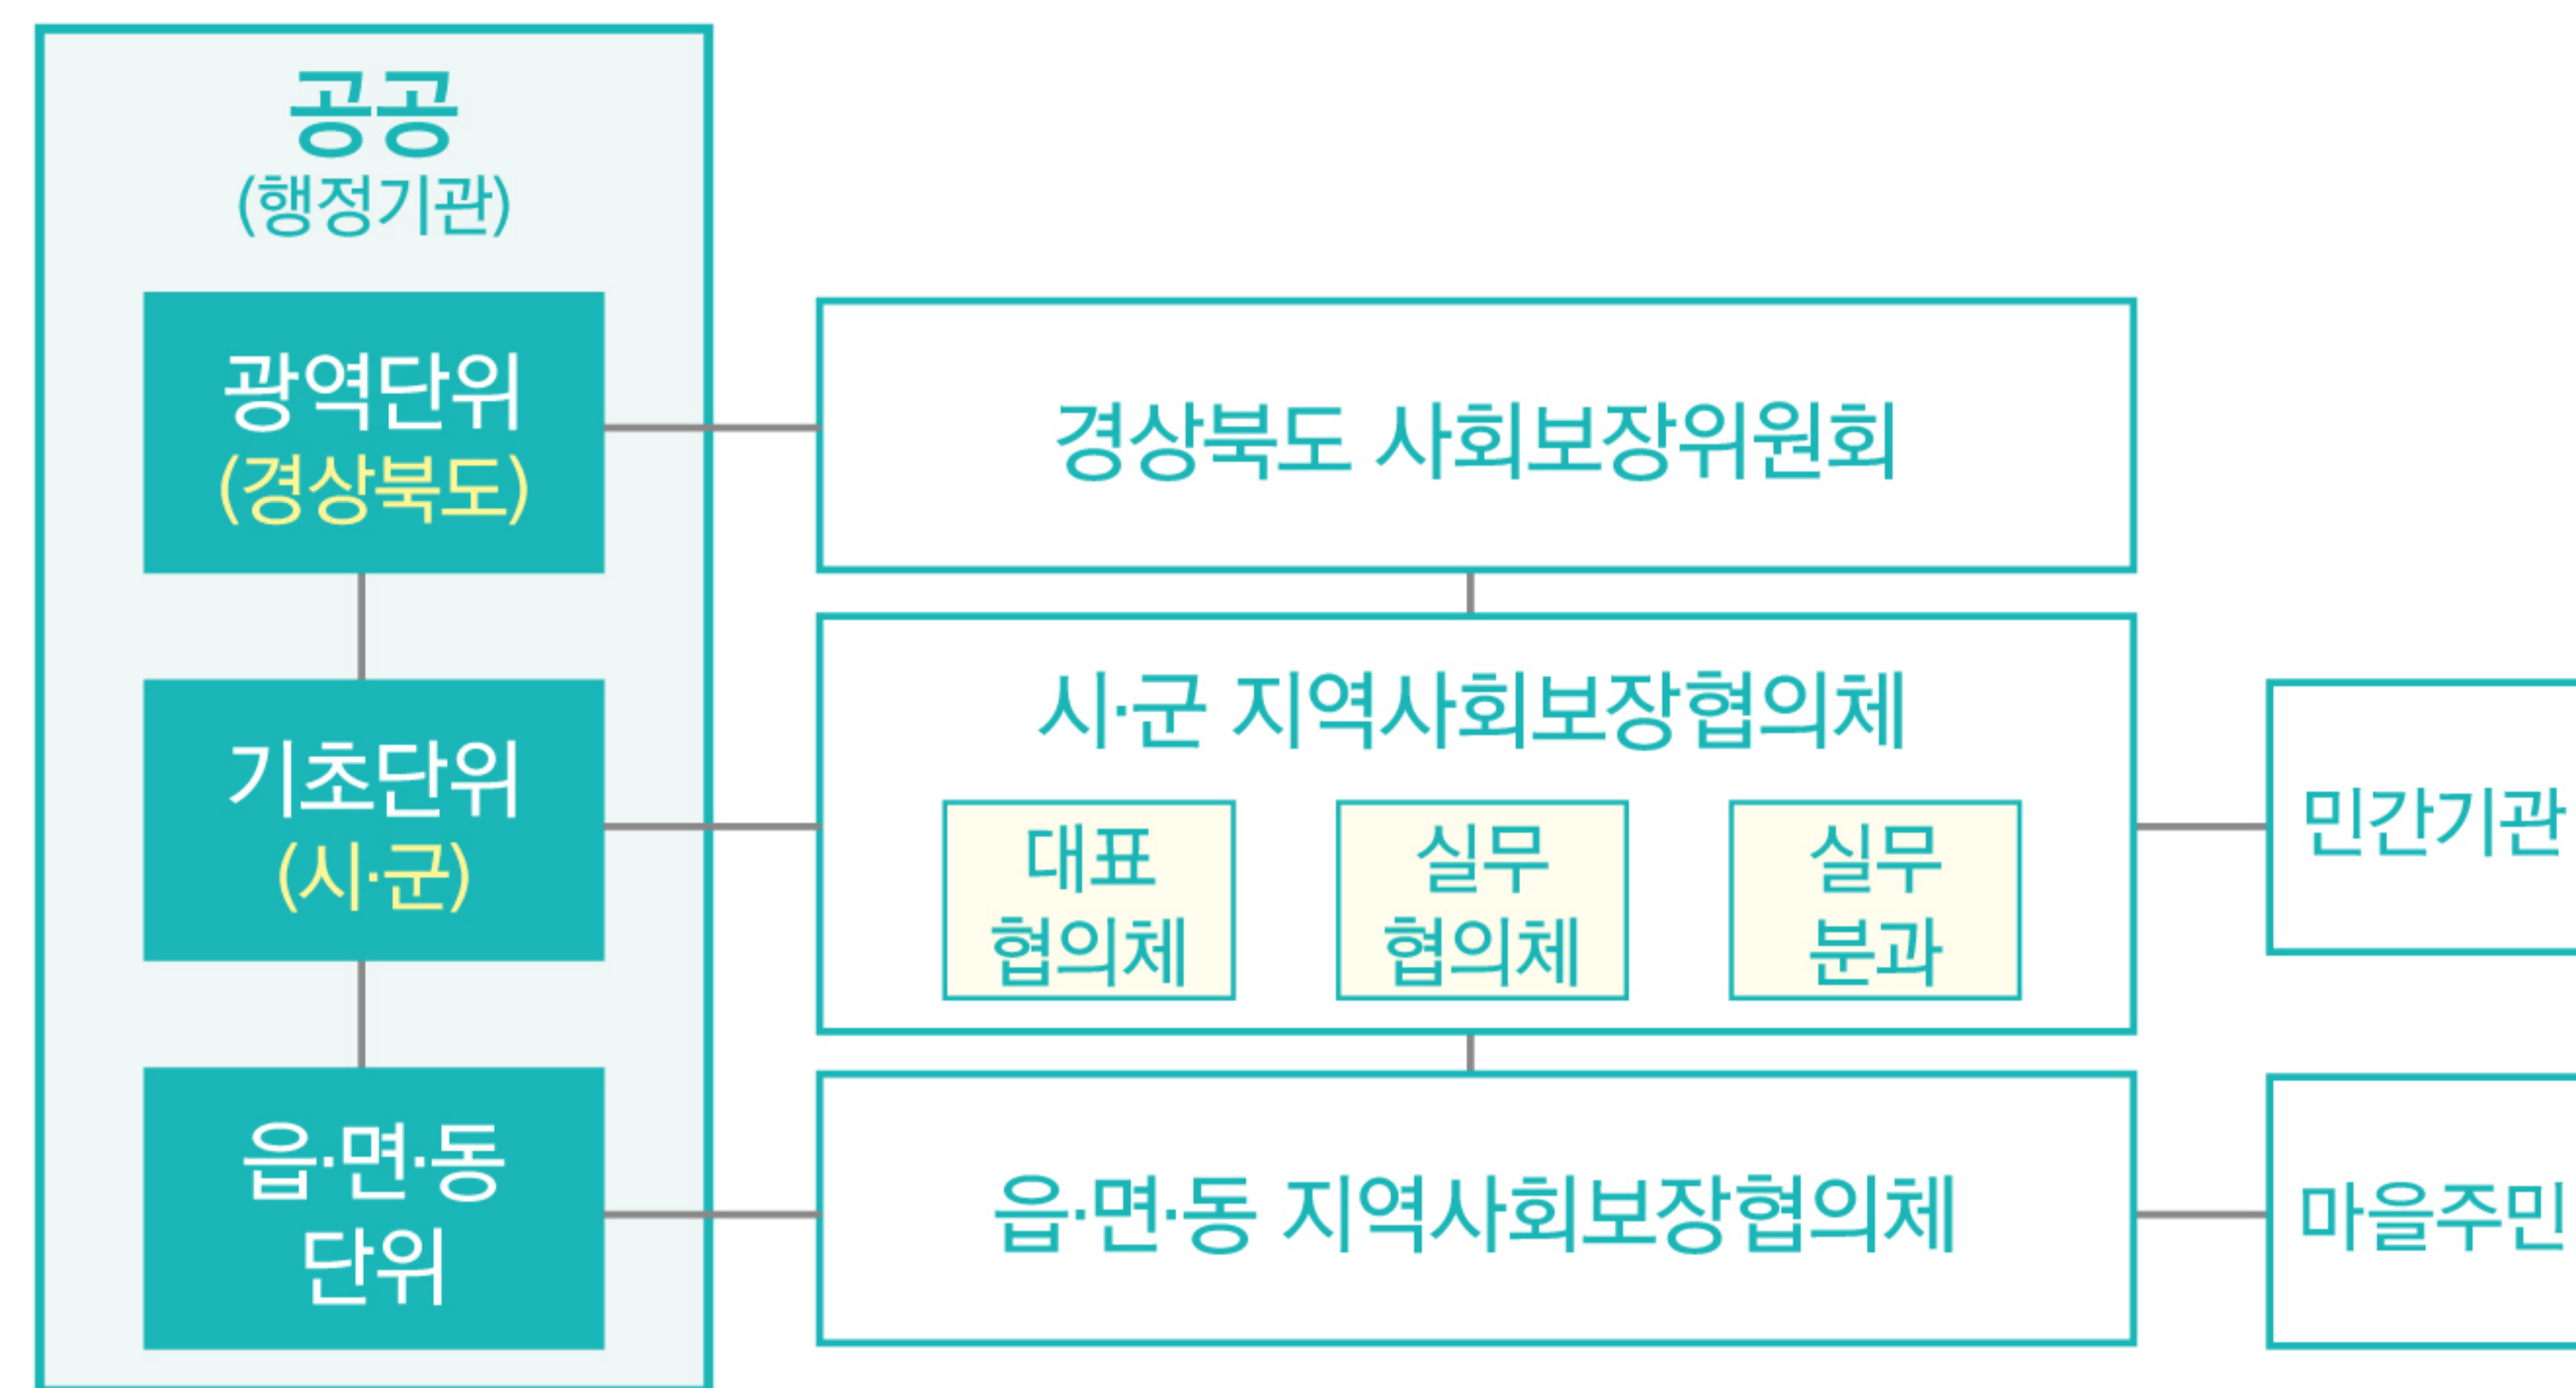 공공
(행정기관)
광역단위
(경상북도)
경상북도 사회보장위원회
기초단위
(시·군)
시·군 지역사회보장협의체
대표
협의체
실무
협의체
실무
분과
민간기관
읍·면·동
단위
읍·면·동 지역사회보장협의체
마을주민